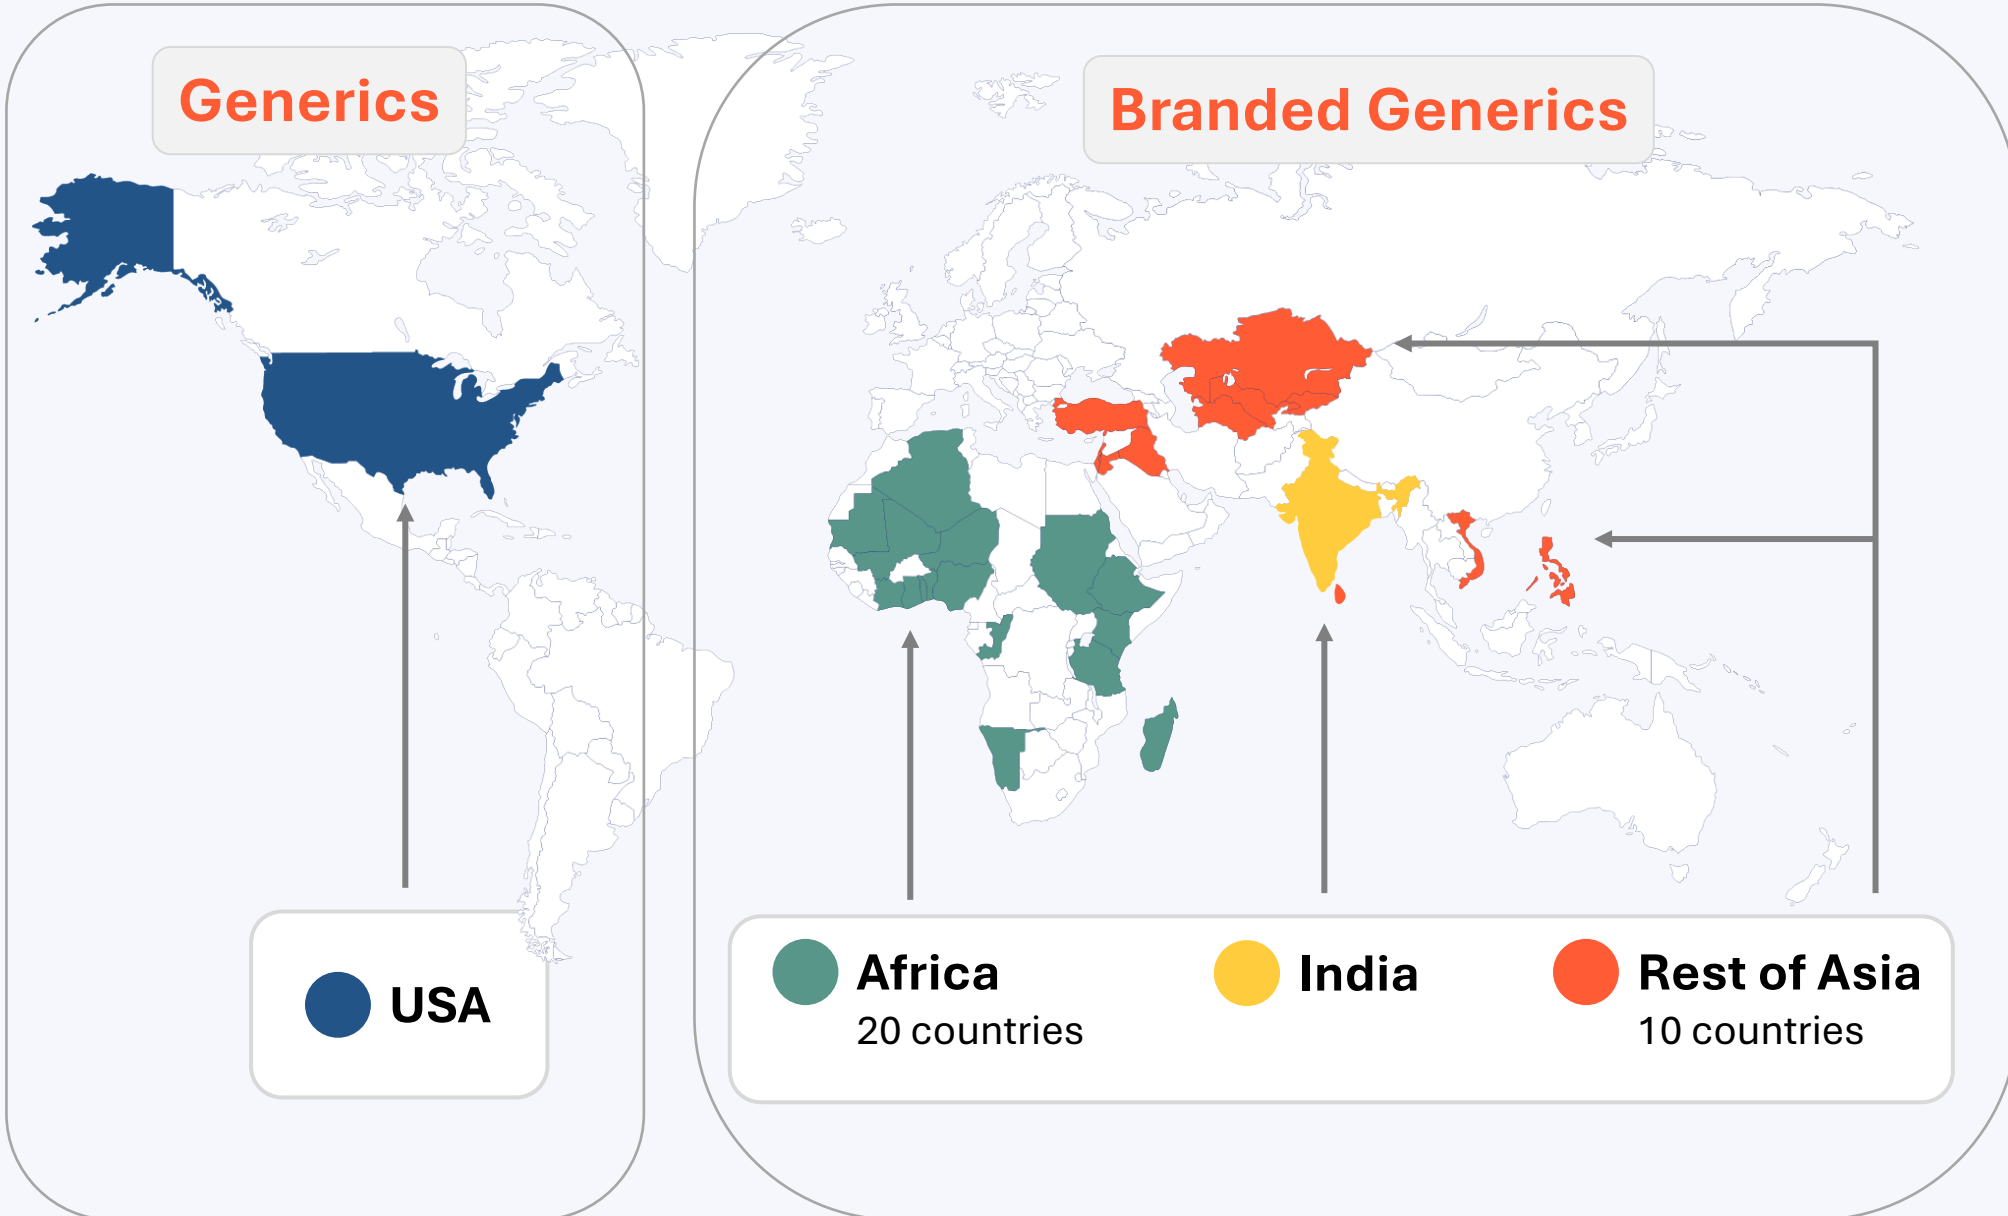 Generics
Branded Generics
USA
Africa
20 countries
India
Rest of Asia
10 countries